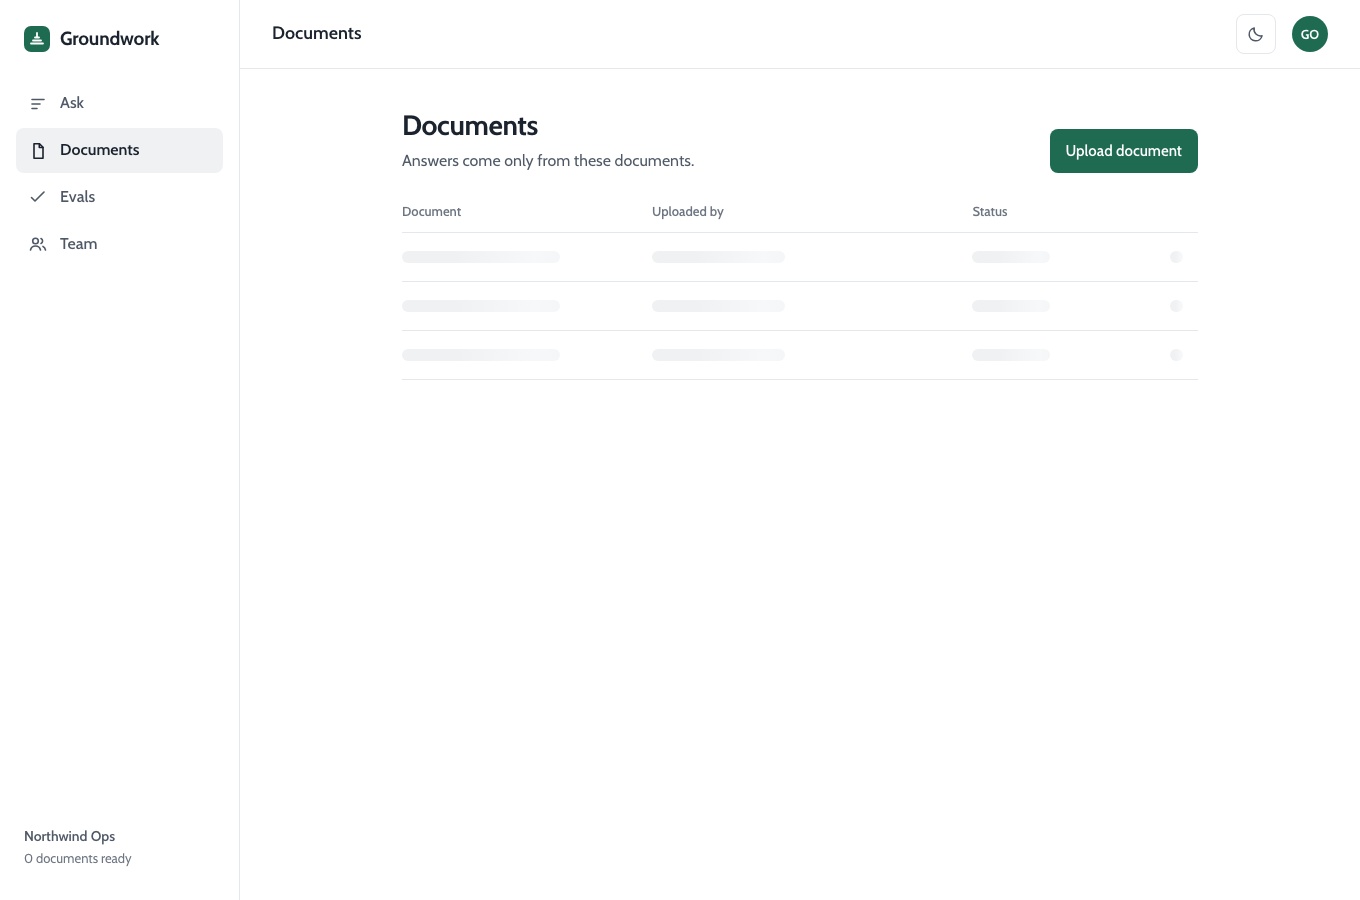 Groundwork
Ask
Documents
Evals
Team
Northwind Ops
0 documents ready
Documents
GO
Documents
Answers come only from these documents.
Upload document
Document
Uploaded by
Status